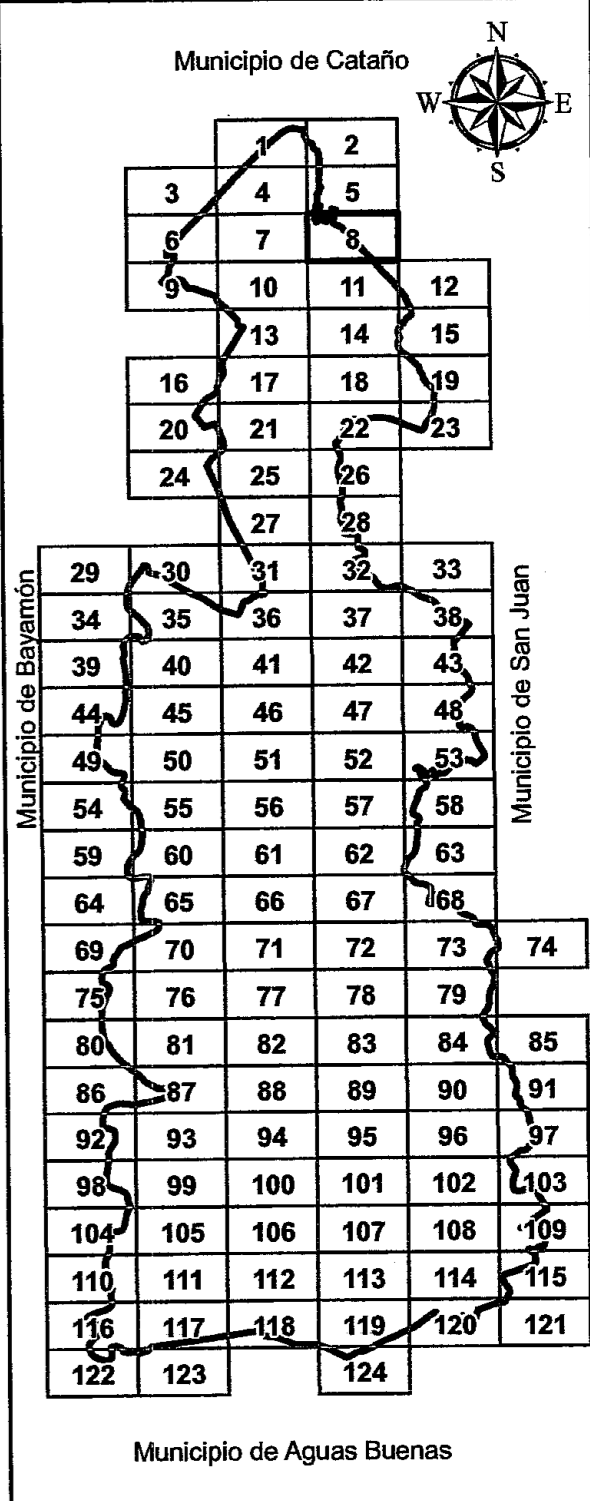 N
Municipio de Cataño
W E
S
1 2
3 4 5
6 7 8
9 10 11 12
13 14 15
16 17 18 19
20 21 22 23
24 25 26
27 28
29 30 31 32 33
34 35 36 37 38
39 40 41 42 43
44 45 46 47 48
49 50 51 52 53
54 55 56 57 58
59 60 61 62 63
64 65 66 67 68
69 70 71 72 73 74
75 76 77 78 79
80 81 82 83 84 85
86 87 88 89 90 91
92 93 94 95 96 97
98 99 100 101 102 103
104 105 106 107 108 109
110 111 112 113 114 115
116 117 118 119 120 121
122 123 124
Municipio de Bayamón
Municipio de San Juan
Municipio de Aguas Buenas